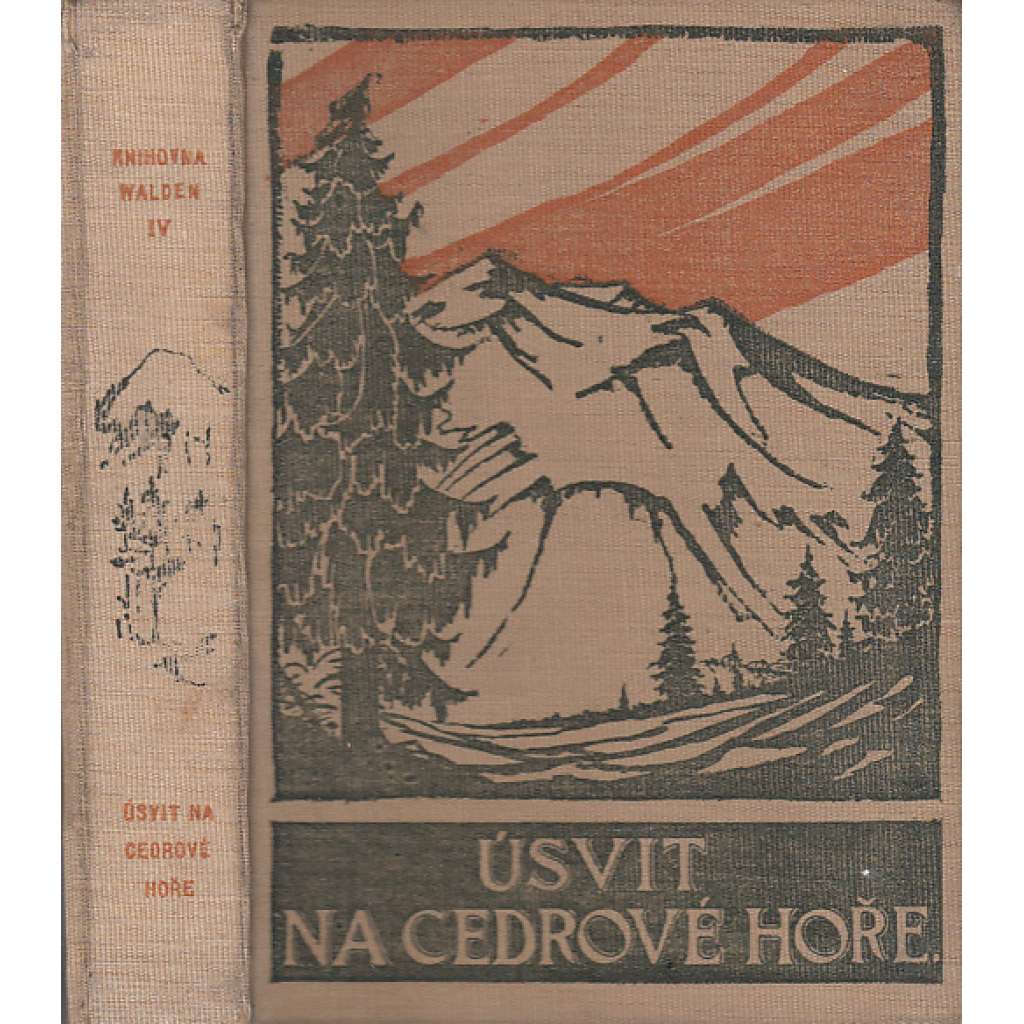 KNIHOVNA
WALDEN
IV
ÚSVIT NA
CEDROVÉ
HOŘE
ÚSVIT
NA CEDROVÉ HOŘE.